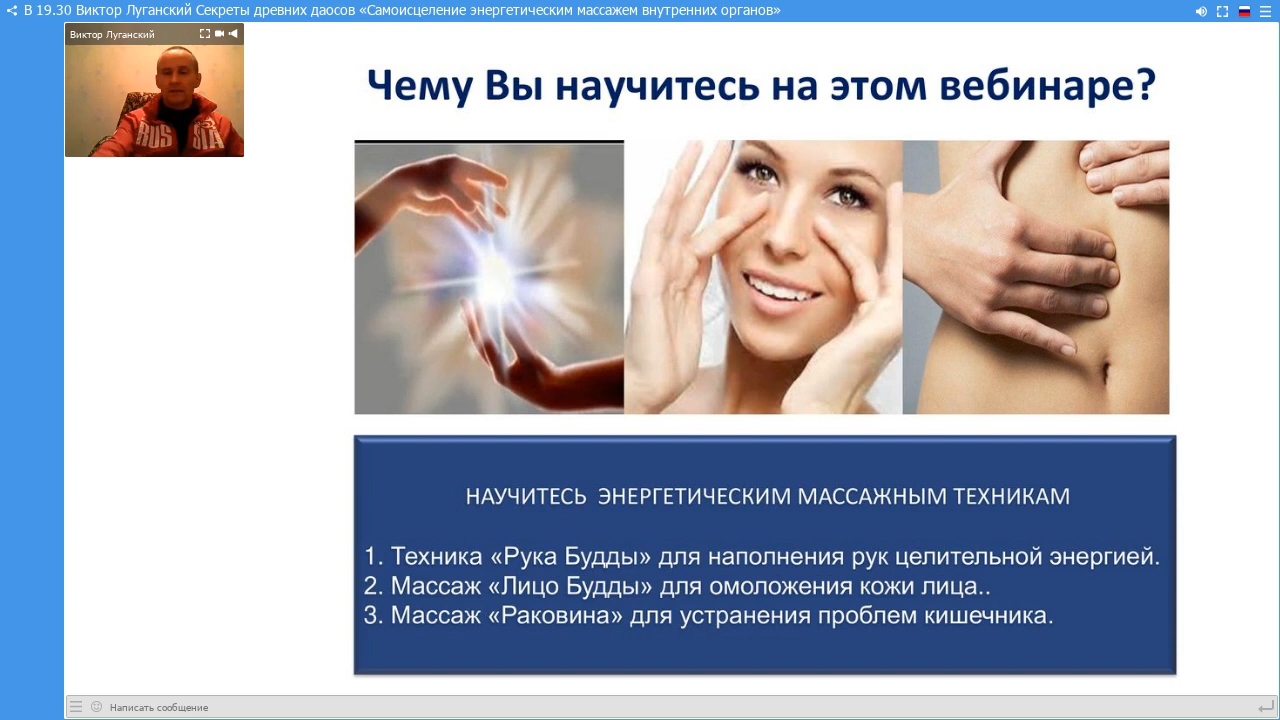 В 19.30 Виктор Луганский Секреты древних даосов «Самоисцеление энергетическим массажем внутренних органов»
Виктор Луганский
RUS SIA
Чему Вы научитесь на этом вебинаре?
НАУЧИТЕСЬ ЭНЕРГЕТИЧЕСКИМ МАССАЖНЫМ ТЕХНИКАМ
1. Техника «Рука Будды» для наполнения рук целительной энергией.
2. Массаж «Лицо Будды» для омоложения кожи лица..
3. Массаж «Раковина» для устранения проблем кишечника.
Написать сообщение